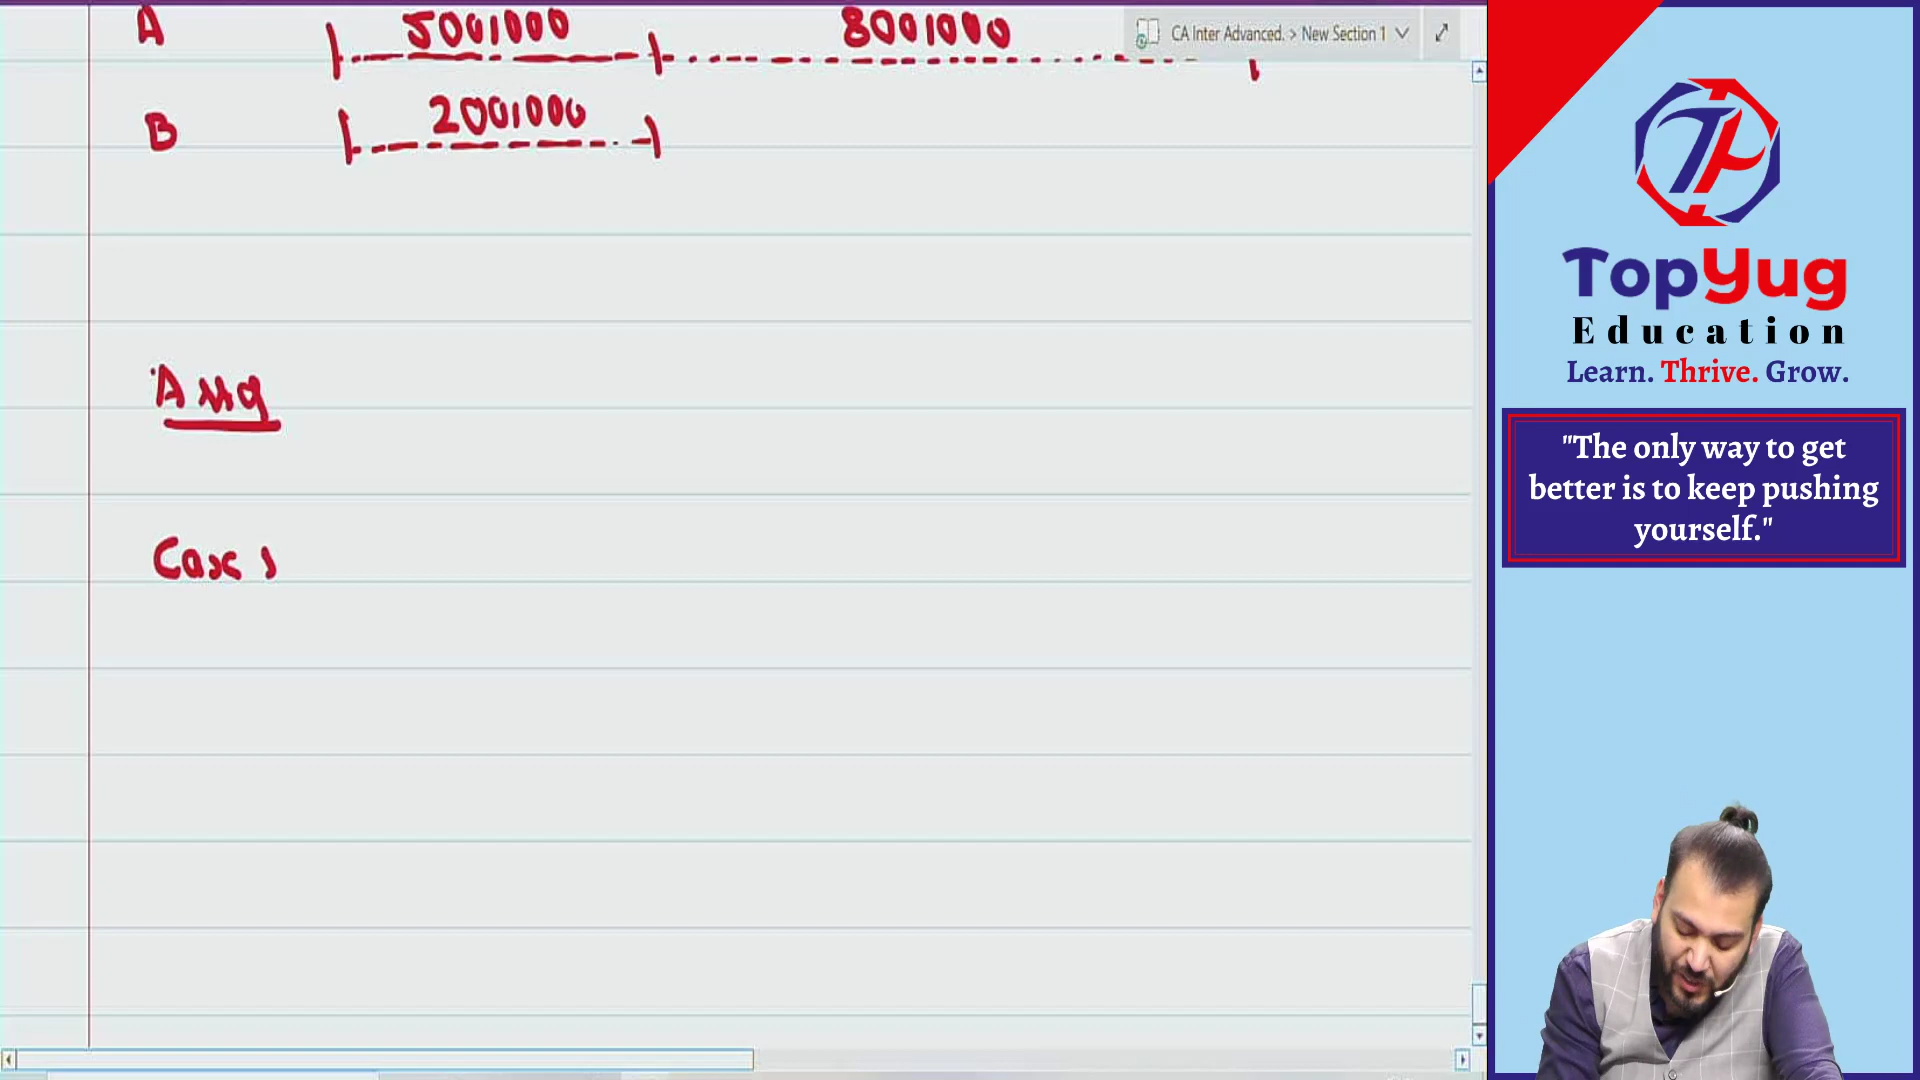 A 5001000 8001000
CA Inter Advanced. > New Section 1
B 2001000
Case 1
TopYug
Education
Learn. Thrive. Grow.
"The only way to get
better is to keep pushing
yourself."